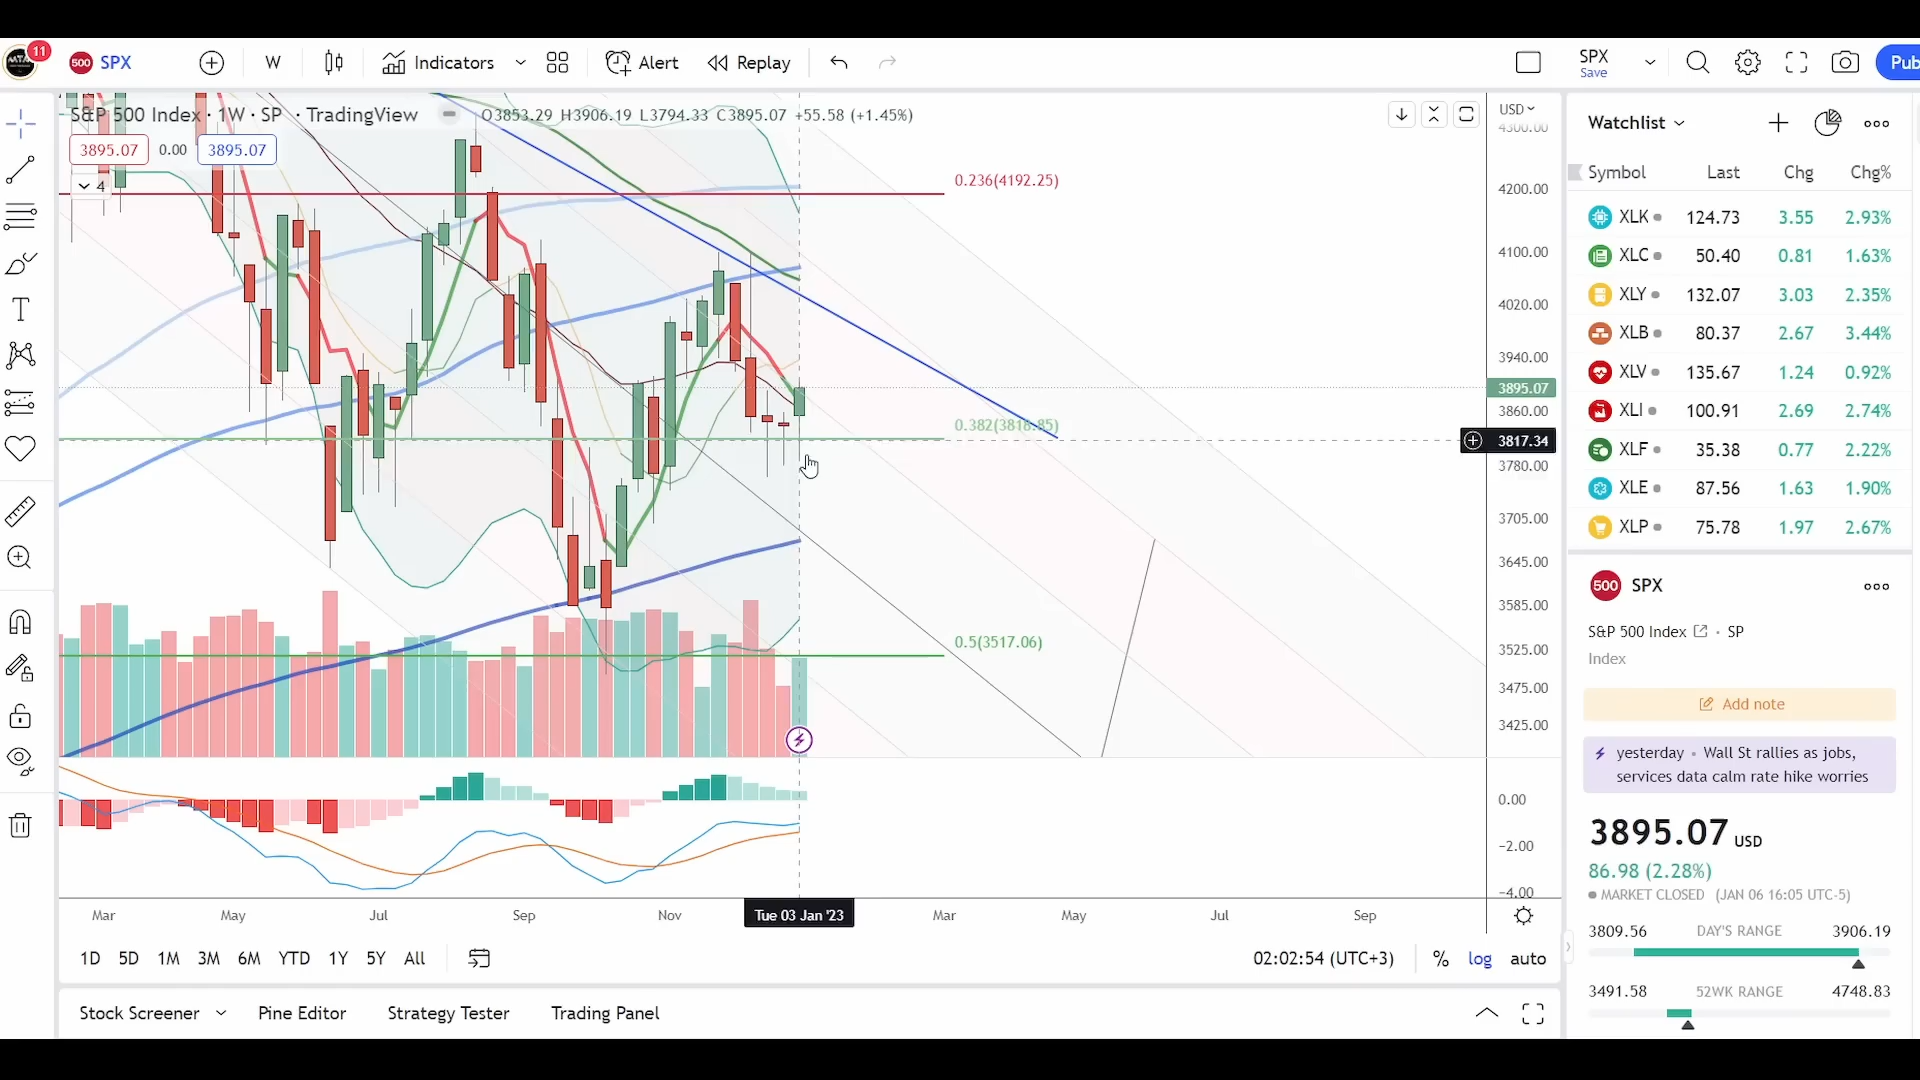 11
500 SPX
W
Indicators
Alert
Replay
SPX
Save
Pub
S&P 500 Index · 1W · SP · TradingView
O3853.29 H3906.19 L3794.33 C3895.07 +55.58 (+1.45%)
3895.07 0.00 3895.07
4
0.236(4192.25)
0.382(3818.85)
0.5(3517.06)
USD
4300.00
4200.00
4100.00
4020.00
3940.00
3895.07
3860.00
3817.34
3780.00
3705.00
3645.00
3585.00
3525.00
3475.00
3425.00
0.00
−2.00
−4.00
Mar May Jul Sep Nov Tue 03 Jan '23 Mar May Jul Sep
1D 5D 1M 3M 6M YTD 1Y 5Y All
02:02:54 (UTC+3) % log auto
Stock Screener Pine Editor Strategy Tester Trading Panel
Watchlist
Symbol Last Chg Chg%
XLK 124.73 3.55 2.93%
XLC 50.40 0.81 1.63%
XLY 132.07 3.03 2.35%
XLB 80.37 2.67 3.44%
XLV 135.67 1.24 0.92%
XLI 100.91 2.69 2.74%
XLF 35.38 0.77 2.22%
XLE 87.56 1.63 1.90%
XLP 75.78 1.97 2.67%
500 SPX
S&P 500 Index · SP
Index
Add note
yesterday · Wall St rallies as jobs,
services data calm rate hike worries
3895.07 USD
86.98 (2.28%)
MARKET CLOSED (JAN 06 16:05 UTC-5)
3809.56 DAY'S RANGE 3906.19
3491.58 52WK RANGE 4748.83